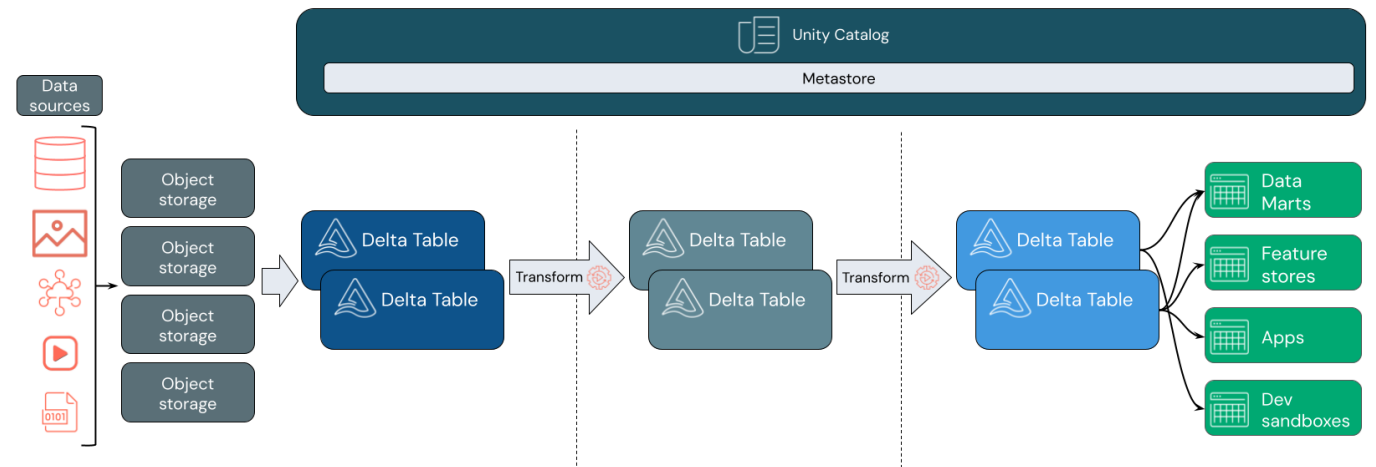 Unity Catalog
Metastore
Data
sources
Object
storage
Object
storage
Object
storage
Object
storage
0101
Delta Table
Delta Table
Transform
Delta Table
Delta Table
Transform
Delta Table
Delta Table
Data
Marts
Feature
stores
Apps
Dev
sandboxes